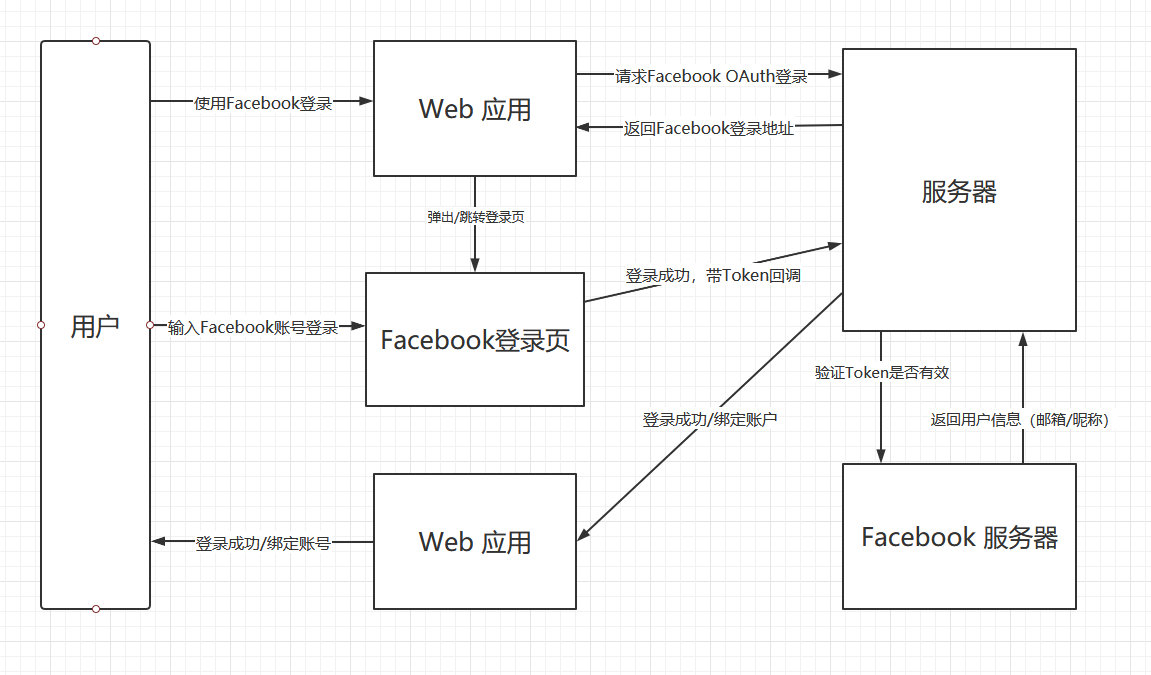 Web 应用
请求Facebook OAuth登录
使用Facebook登录
返回Facebook登录地址
服务器
弹出/跳转登录页
登录成功，带Token回调
用户
输入Facebook账号登录
Facebook登录页
验证Token是否有效
登录成功/绑定账户
返回用户信息（邮箱/昵称）
登录成功/绑定账号
Web 应用
Facebook 服务器